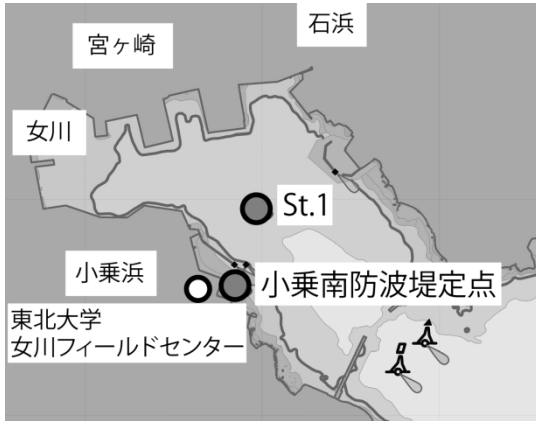 石浜
宮ヶ崎
女川
St.1
小乗浜
小乗南防波堤定点
東北大学
女川フィールドセンター